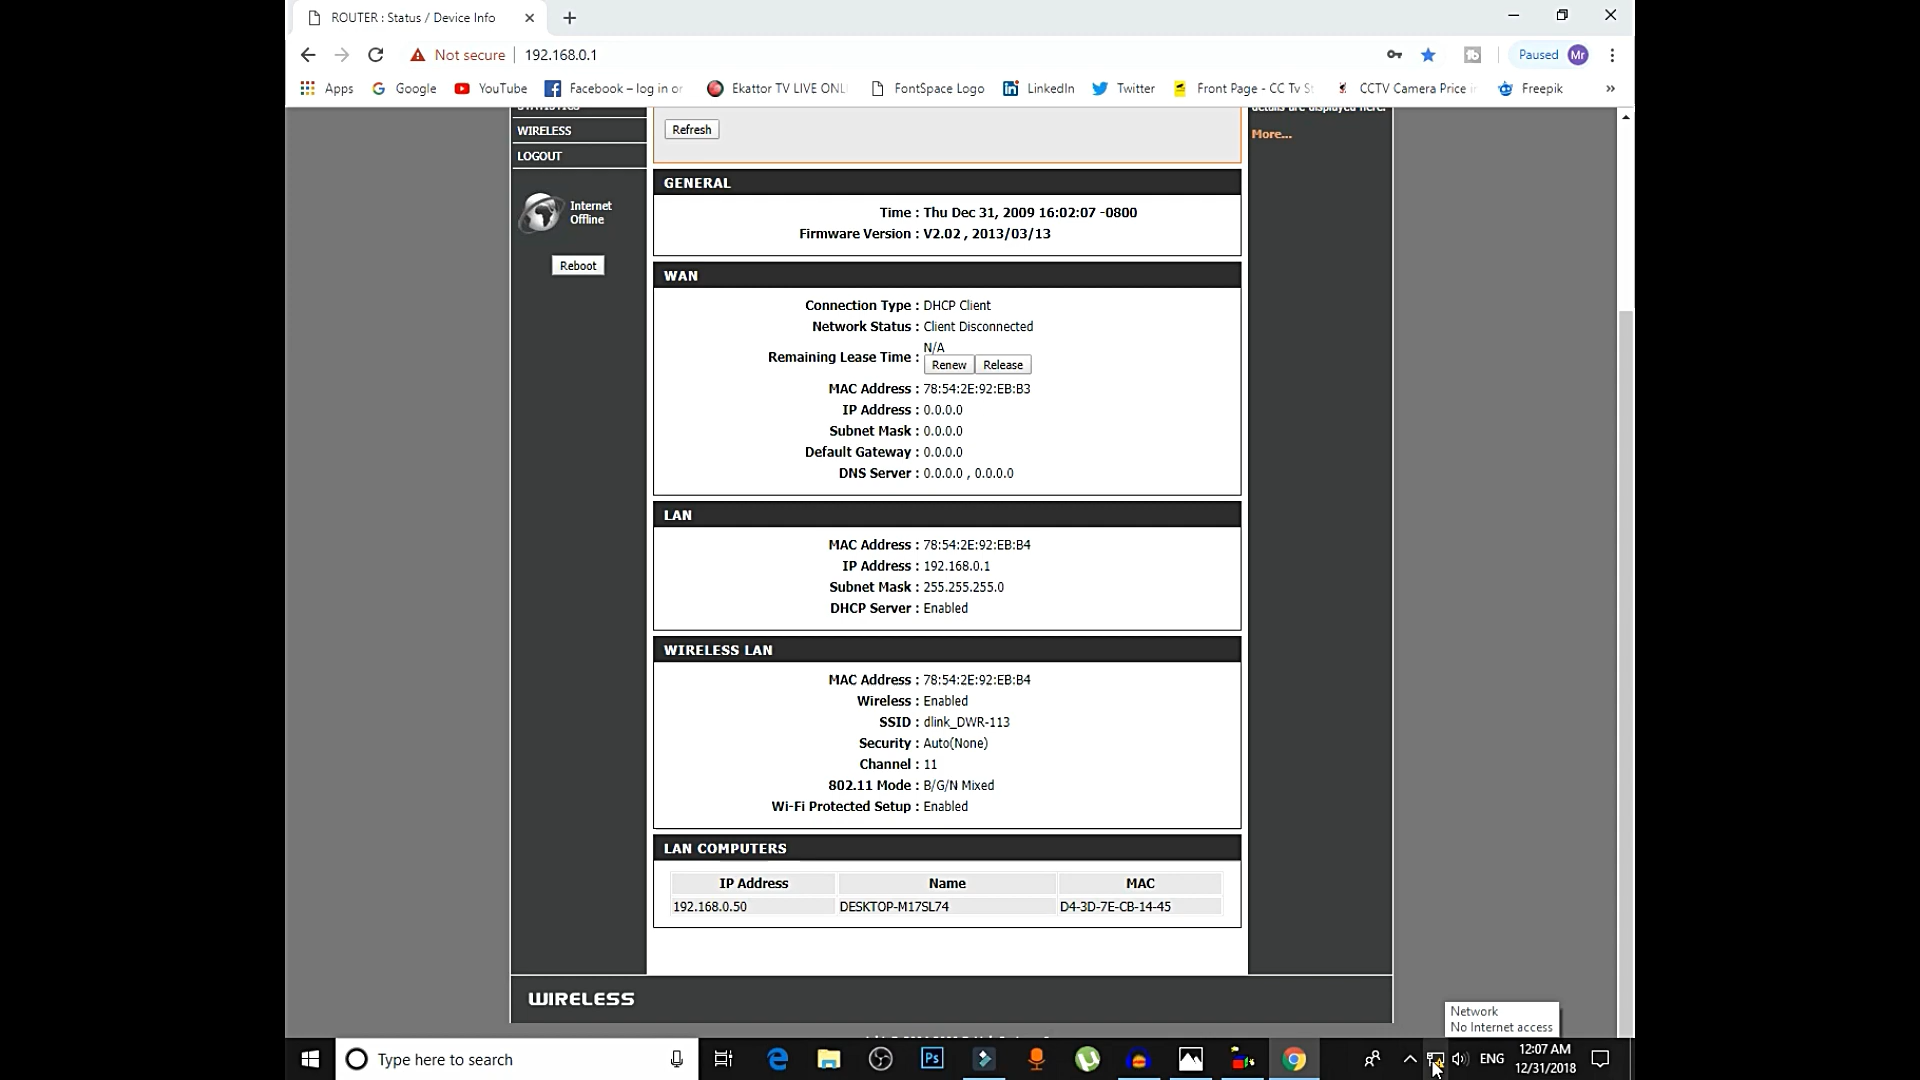 ROUTER : Status / Device Info
Not secure 192.168.0.1
Paused Mr
Apps Google YouTube Facebook – log in or Ekattor TV LIVE ONLI FontSpace Logo LinkedIn Twitter Front Page - CC Tv St CCTV Camera Price i Freepik »
STATISTICS
details are displayed here.
WIRELESS
Refresh
More...
LOGOUT
Internet
Offline
Reboot
GENERAL
Time : Thu Dec 31, 2009 16:02:07 -0800
Firmware Version : V2.02 , 2013/03/13
WAN
Connection Type : DHCP Client
Network Status : Client Disconnected
N/A
Remaining Lease Time :
Renew Release
MAC Address : 78:54:2E:92:EB:B3
IP Address : 0.0.0.0
Subnet Mask : 0.0.0.0
Default Gateway : 0.0.0.0
DNS Server : 0.0.0.0 , 0.0.0.0
LAN
MAC Address : 78:54:2E:92:EB:B4
IP Address : 192.168.0.1
Subnet Mask : 255.255.255.0
DHCP Server : Enabled
WIRELESS LAN
MAC Address : 78:54:2E:92:EB:B4
Wireless : Enabled
SSID : dlink_DWR-113
Security : Auto(None)
Channel : 11
802.11 Mode : B/G/N Mixed
Wi-Fi Protected Setup : Enabled
LAN COMPUTERS
IP Address Name MAC
192.168.0.50 DESKTOP-M17SL74 D4-3D-7E-CB-14-45
WIRELESS
Network
No Internet access
Type here to search
Ps
ENG
12:07 AM
12/31/2018